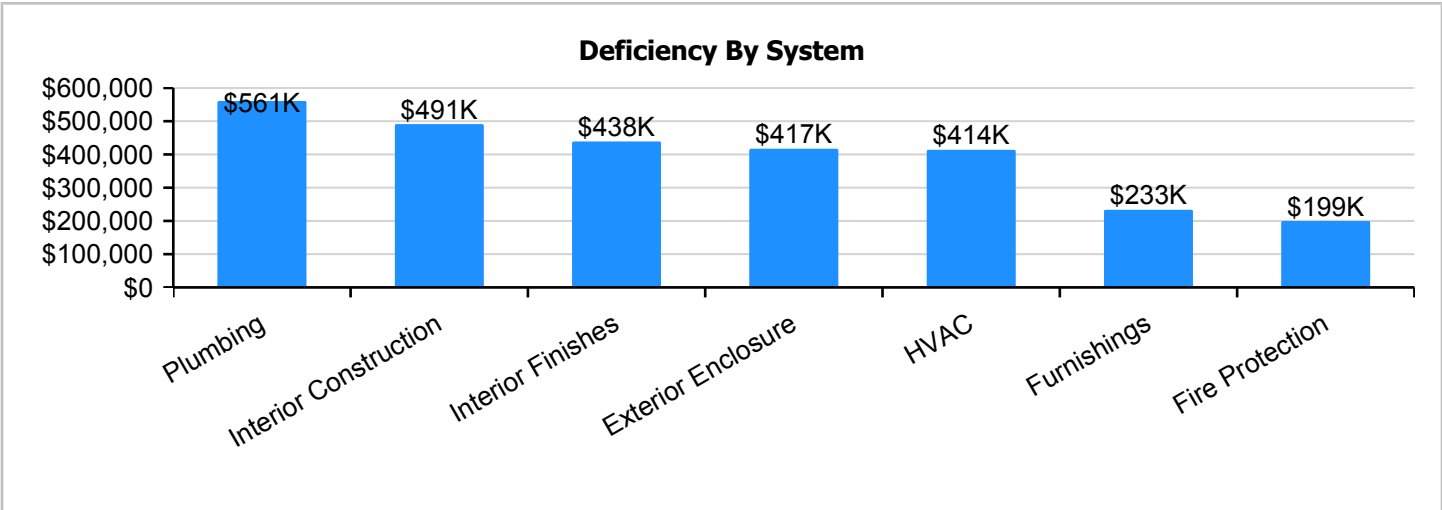 Deficiency By System
$600,000
$500,000
$400,000
$300,000
$200,000
$100,000
$0
$561K
$491K
$438K
$417K
$414K
$233K
$199K
Plumbing
Interior Construction
Interior Finishes
Exterior Enclosure
HVAC
Furnishings
Fire Protection